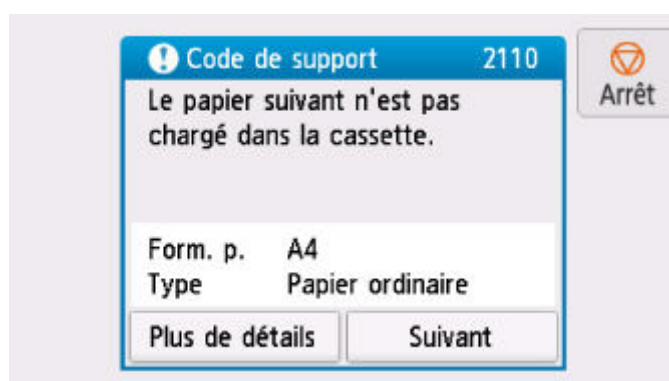 Code de support 2110
Arrêt
Le papier suivant n'est pas
chargé dans la cassette.
Form. p. A4
Type Papier ordinaire
Plus de détails Suivant